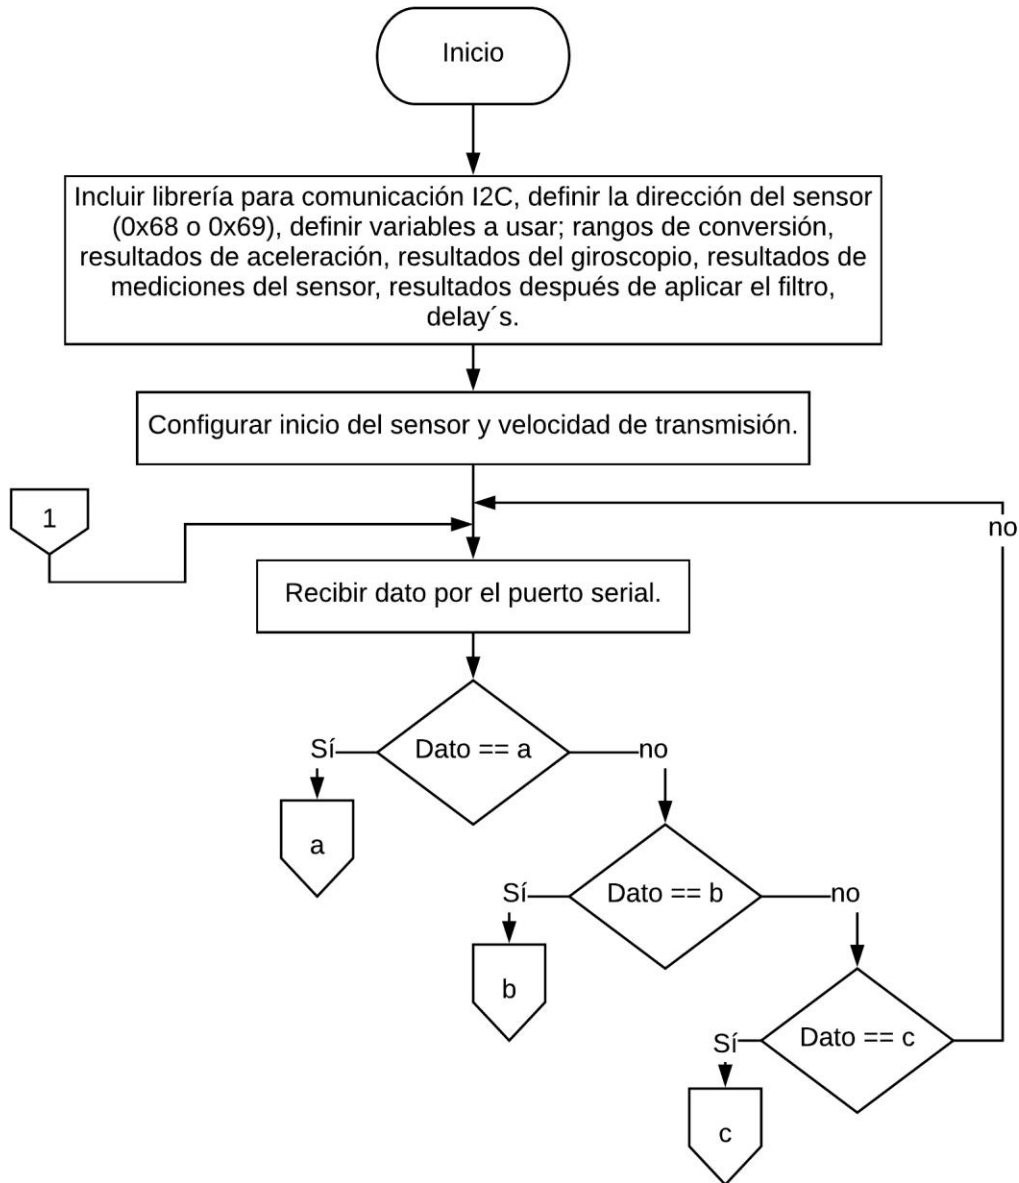 Inicio
Incluir librería para comunicación I2C, definir la dirección del sensor
(0x68 o 0x69), definir variables a usar; rangos de conversión,
resultados de aceleración, resultados del giroscopio, resultados de
mediciones del sensor, resultados después de aplicar el filtro,
delay´s.
Configurar inicio del sensor y velocidad de transmisión.
1
no
Recibir dato por el puerto serial.
Sí
Dato == a
no
a
Sí
Dato == b
no
b
Sí
Dato == c
c